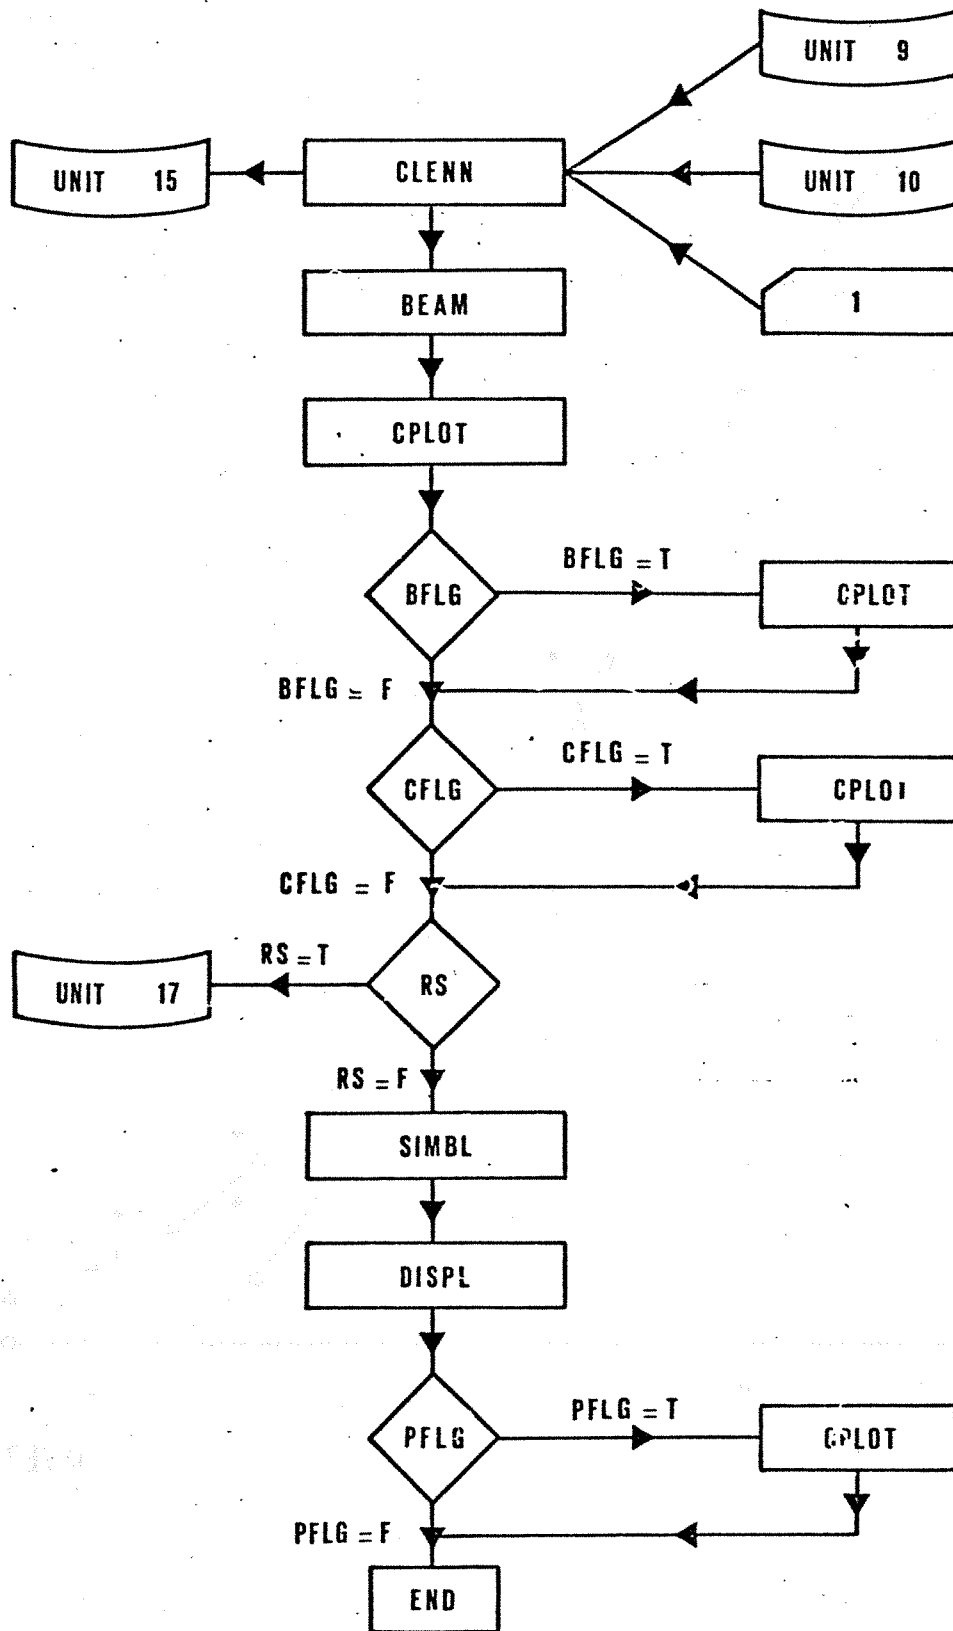 UNIT 9
UNIT 15
CLENN
UNIT 10
BEAM
1
CPLOT
BFLG
BFLG = T
CPLOT
BFLG = F
CFLG
CFLG = T
CPLOT
CFLG = F
RS = T
UNIT 17
RS
RS = F
SIMBL
DISPL
PFLG
PFLG = T
CPLOT
PFLG = F
END